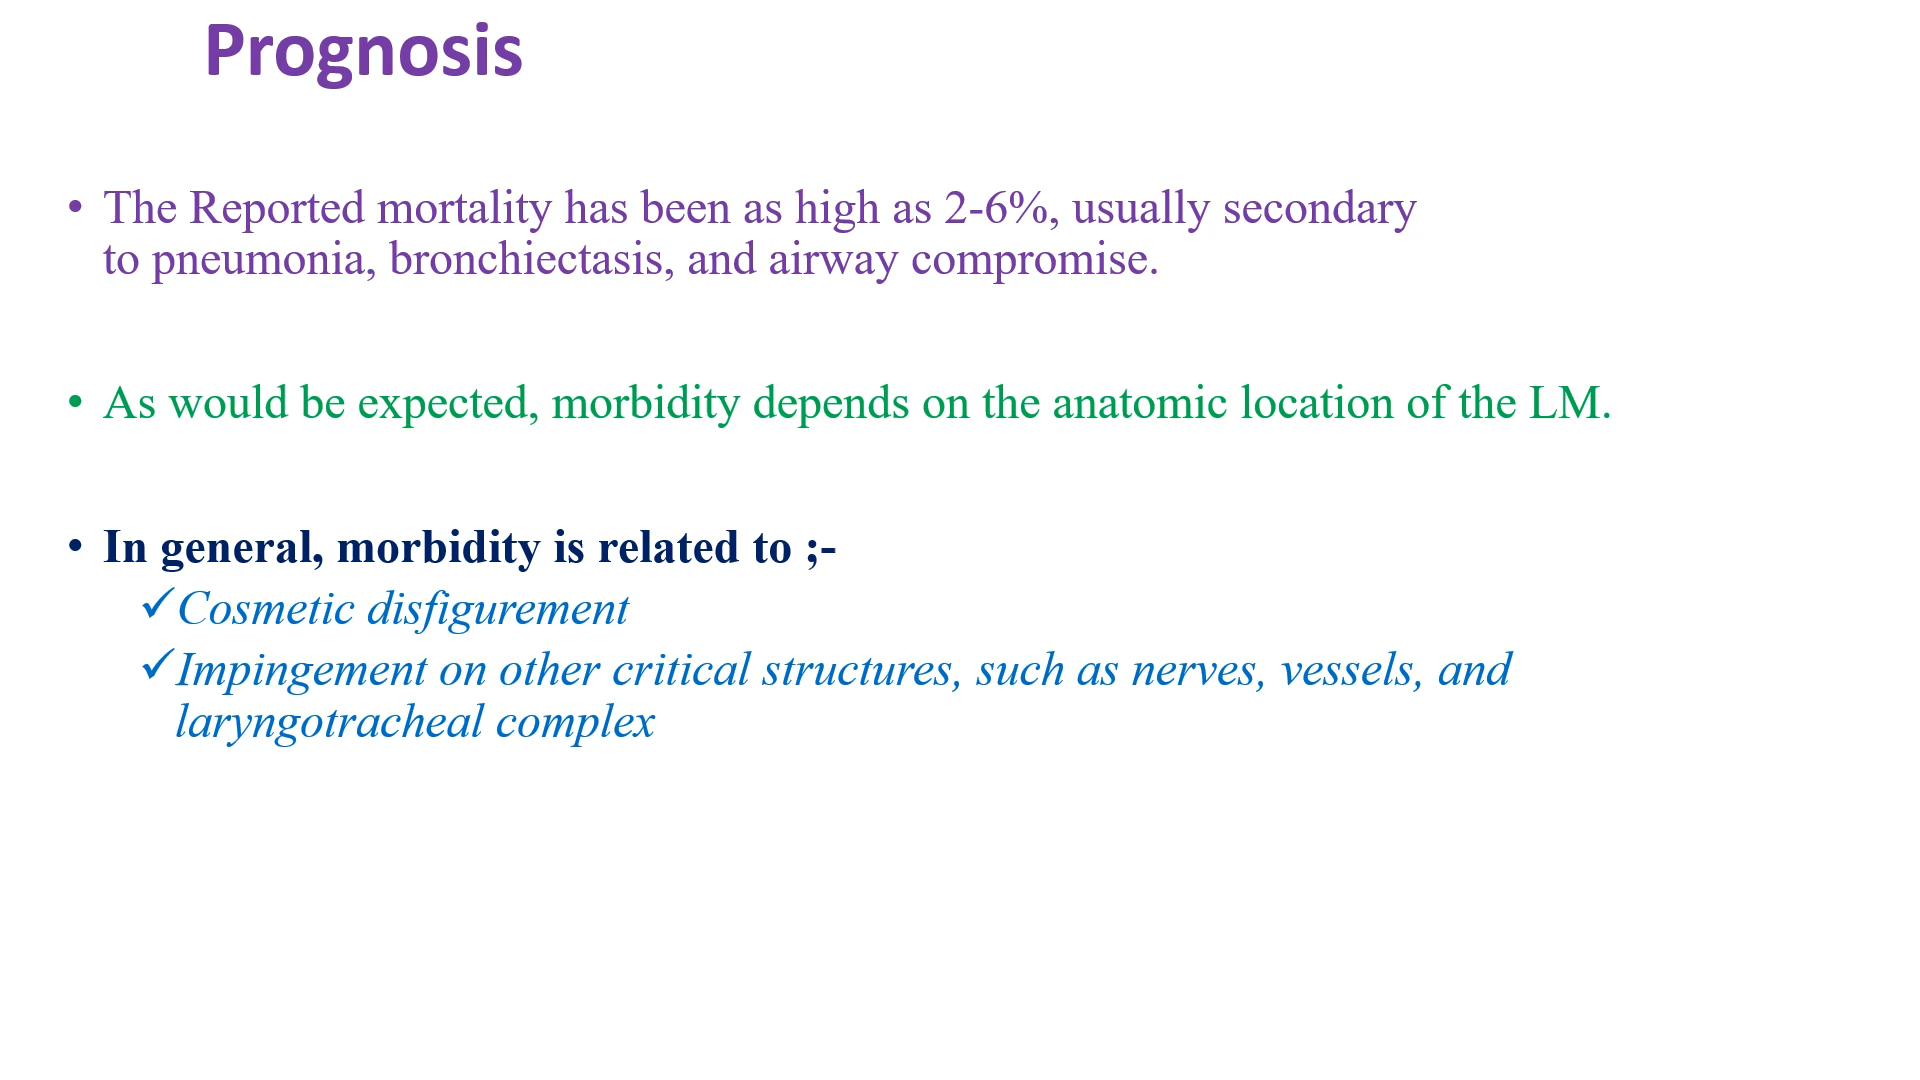 Prognosis
• The Reported mortality has been as high as 2-6%, usually secondary
to pneumonia, bronchiectasis, and airway compromise.
• As would be expected, morbidity depends on the anatomic location of the LM.
• In general, morbidity is related to ;-
✓Cosmetic disfigurement
✓Impingement on other critical structures, such as nerves, vessels, and
laryngotracheal complex